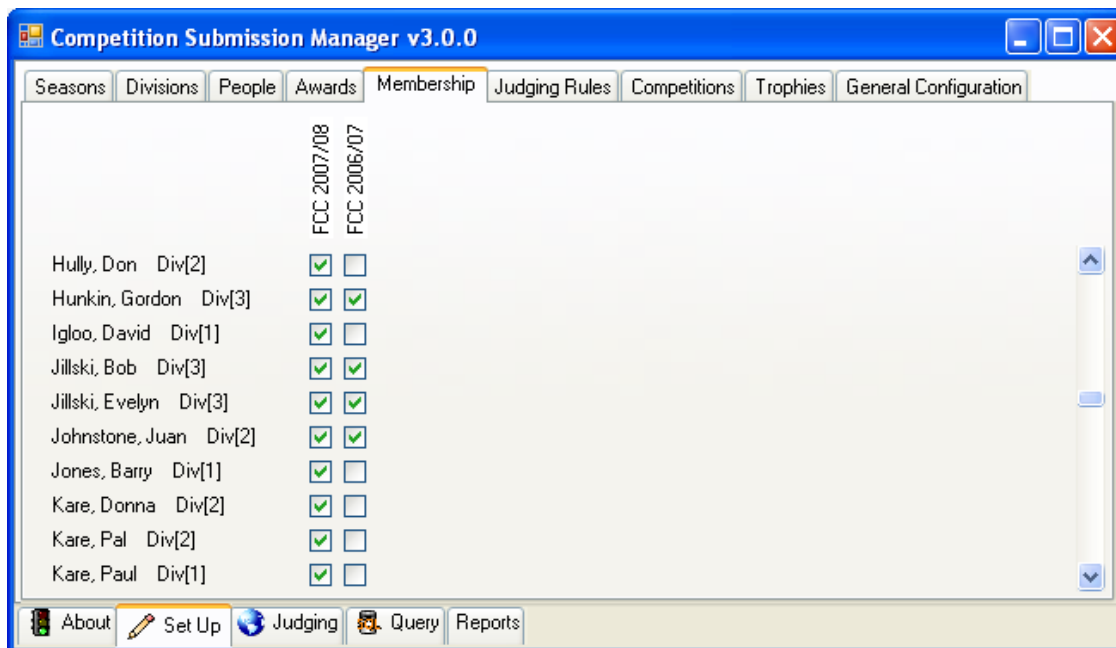 Competition Submission Manager v3.0.0
Seasons Divisions People Awards Membership Judging Rules Competitions Trophies General Configuration
FCC 2007/08
FCC 2006/07
Hully, Don Div[2]
Hunkin, Gordon Div[3]
Igloo, David Div[1]
Jillski, Bob Div[3]
Jillski, Evelyn Div[3]
Johnstone, Juan Div[2]
Jones, Barry Div[1]
Kare, Donna Div[2]
Kare, Pal Div[2]
Kare, Paul Div[1]
About Set Up Judging Query Reports